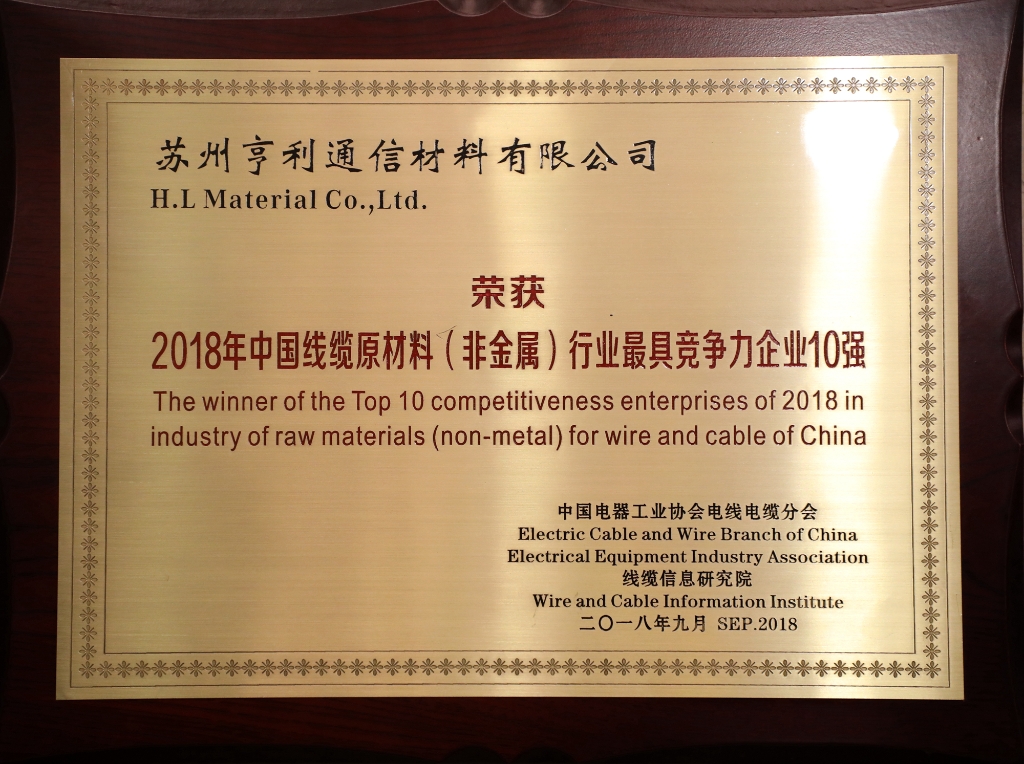 苏州亨利通信材料有限公司
H.L Material Co.,Ltd.
荣获
2018年中国线缆原材料（非金属）行业最具竞争力企业10强
The winner of the Top 10 competitiveness enterprises of 2018 in
industry of raw materials (non-metal) for wire and cable of China
中国电器工业协会电线电缆分会
Electric Cable and Wire Branch of China
Electrical Equipment Industry Association
线缆信息研究院
Wire and Cable Information Institute
二〇一八年九月 SEP.2018